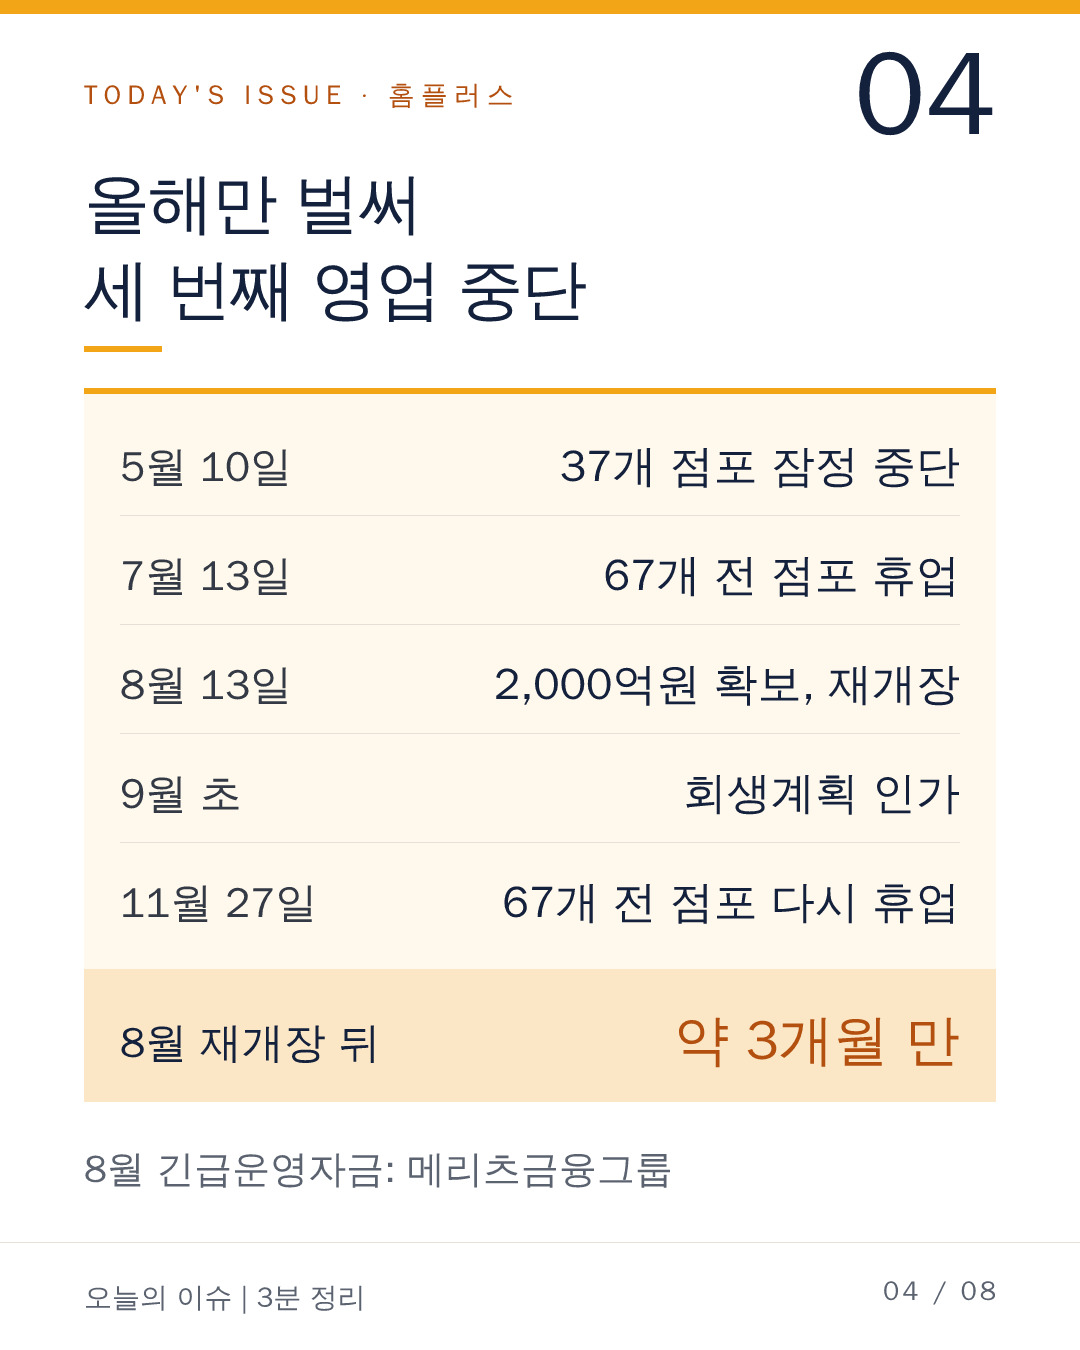 TODAY'S ISSUE · 홈플러스
04
올해만 벌써
세 번째 영업 중단
5월 10일 37개 점포 잠정 중단
7월 13일 67개 전 점포 휴업
8월 13일 2,000억원 확보, 재개장
9월 초 회생계획 인가
11월 27일 67개 전 점포 다시 휴업
8월 재개장 뒤 약 3개월 만
8월 긴급운영자금: 메리츠금융그룹
오늘의 이슈 | 3분 정리
04 / 08